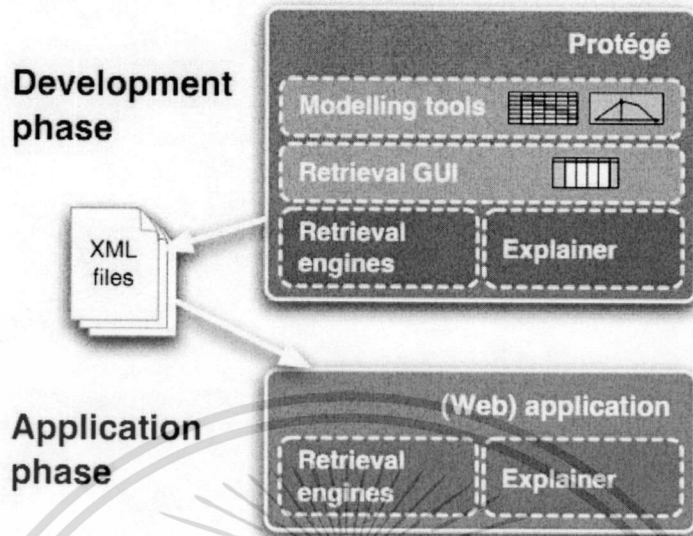 Protégé
Development
phase
Modelling tools
Retrieval GUI
Retrieval
engines
Explainer
XML
files
(Web) application
Application
phase
Retrieval
engines
Explainer